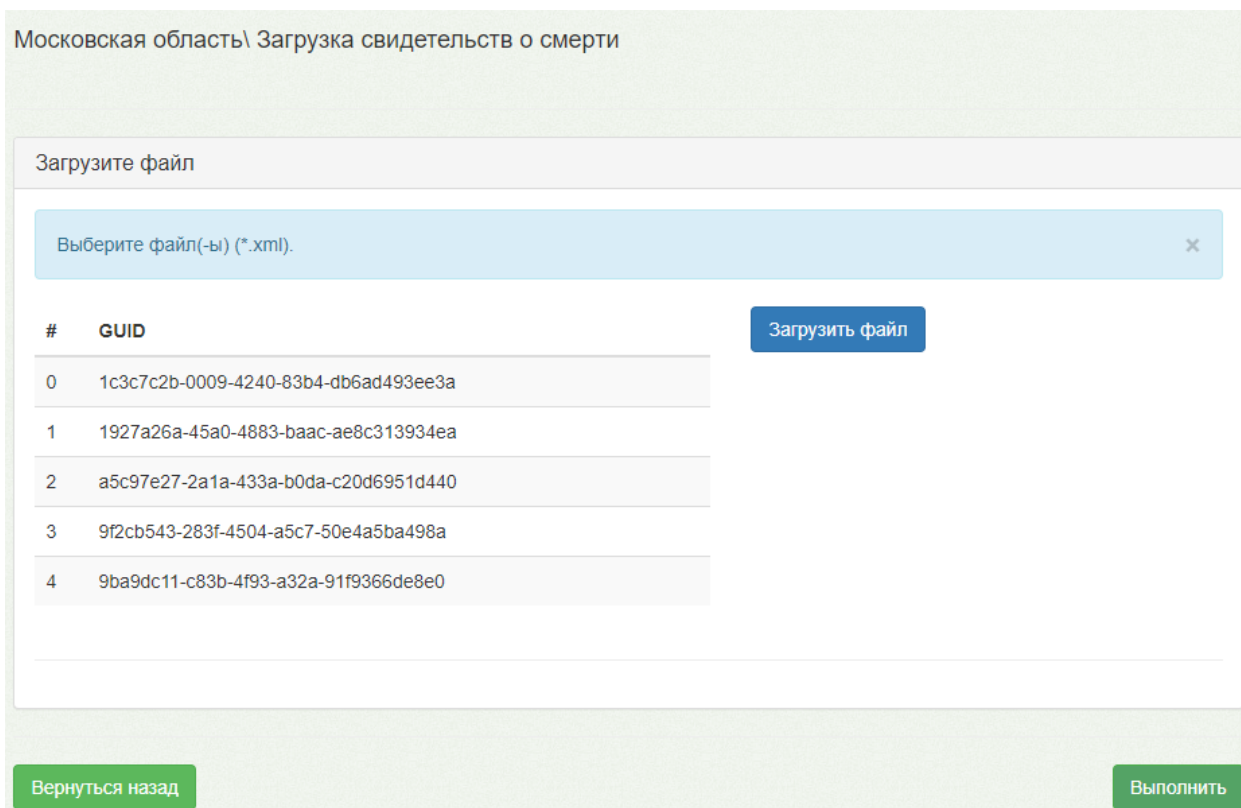 Московская область\ Загрузка свидетельств о смерти
Загрузите файл
Выберите файл(-ы) (*.xml).
×
# GUID
Загрузить файл
0 1c3c7c2b-0009-4240-83b4-db6ad493ee3a
1 1927a26a-45a0-4883-baac-ae8c313934ea
2 a5c97e27-2a1a-433a-b0da-c20d6951d440
3 9f2cb543-283f-4504-a5c7-50e4a5ba498a
4 9ba9dc11-c83b-4f93-a32a-91f9366de8e0
Вернуться назад
Выполнить